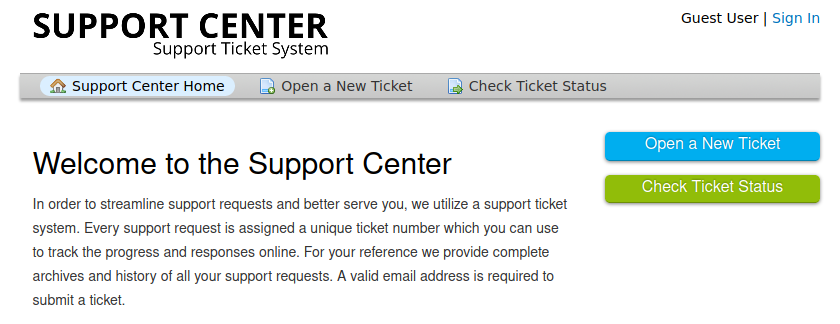 SUPPORT CENTER
Support Ticket System
Guest User | Sign In
Support Center Home
Open a New Ticket
Check Ticket Status
Welcome to the Support Center
In order to streamline support requests and better serve you, we utilize a support ticket
system. Every support request is assigned a unique ticket number which you can use
to track the progress and responses online. For your reference we provide complete
archives and history of all your support requests. A valid email address is required to
submit a ticket.
Open a New Ticket
Check Ticket Status